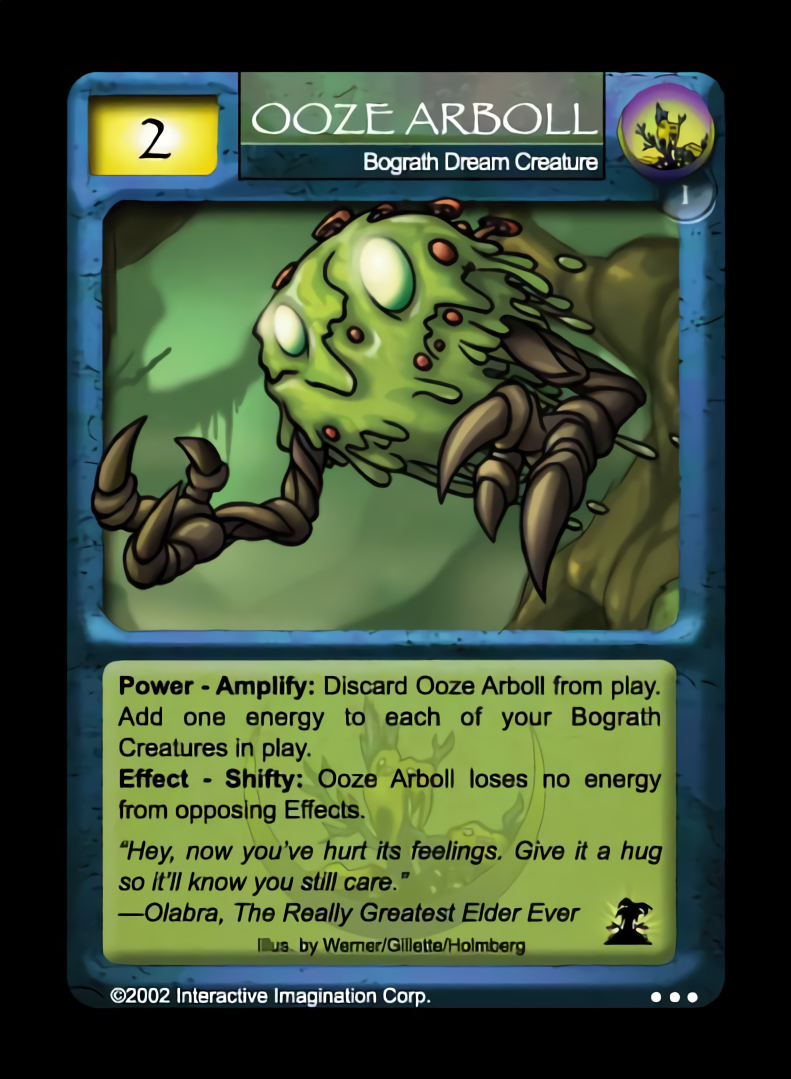 2
OOZE ARBOLL
Bograth Dream Creature
1
Power - Amplify: Discard Ooze Arboll from play.
Add one energy to each of your Bograth
Creatures in play.
Effect - Shifty: Ooze Arboll loses no energy
from opposing Effects.
“Hey, now you’ve hurt its feelings. Give it a hug
so it’ll know you still care.”
—Olabra, The Really Greatest Elder Ever
Illus. by Werner/Gillette/Holmberg
©2002 Interactive Imagination Corp.